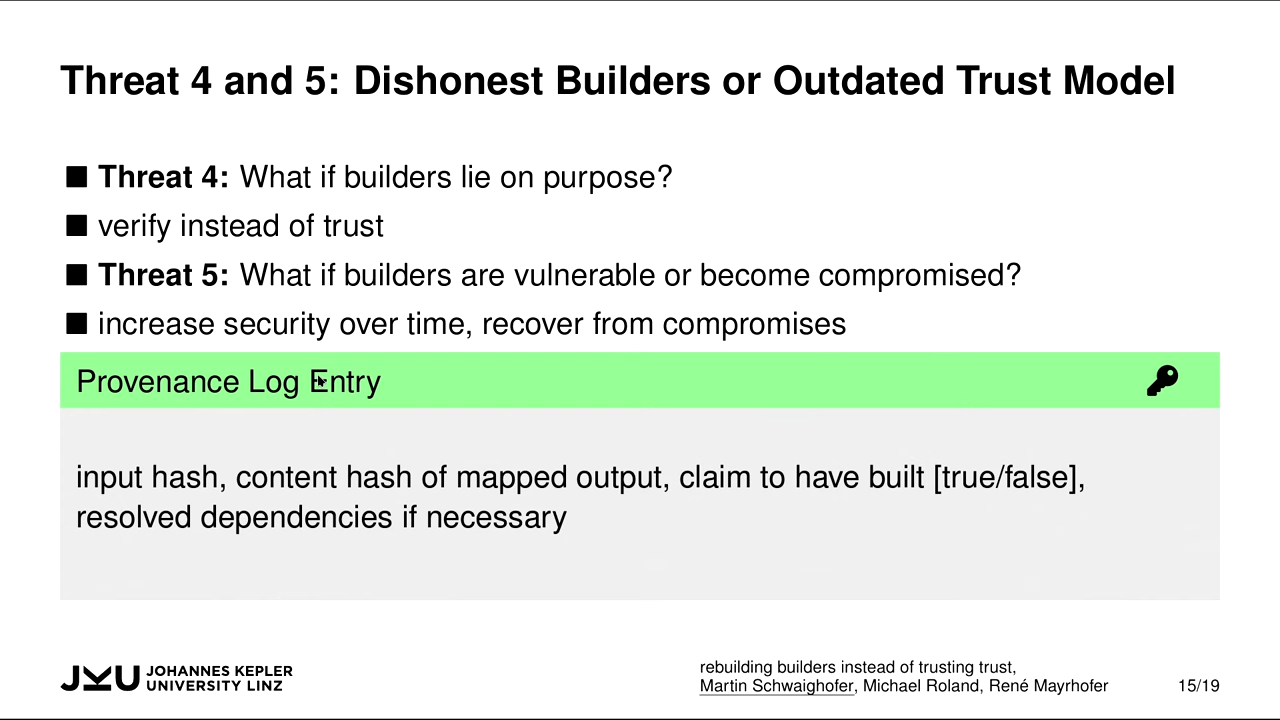 Threat 4 and 5: Dishonest Builders or Outdated Trust Model
Threat 4: What if builders lie on purpose?
verify instead of trust
Threat 5: What if builders are vulnerable or become compromised?
increase security over time, recover from compromises
Provenance Log Entry
input hash, content hash of mapped output, claim to have built [true/false],
resolved dependencies if necessary
JKU JOHANNES KEPLER
UNIVERSITY LINZ
rebuilding builders instead of trusting trust,
Martin Schwaighofer, Michael Roland, René Mayrhofer
15/19